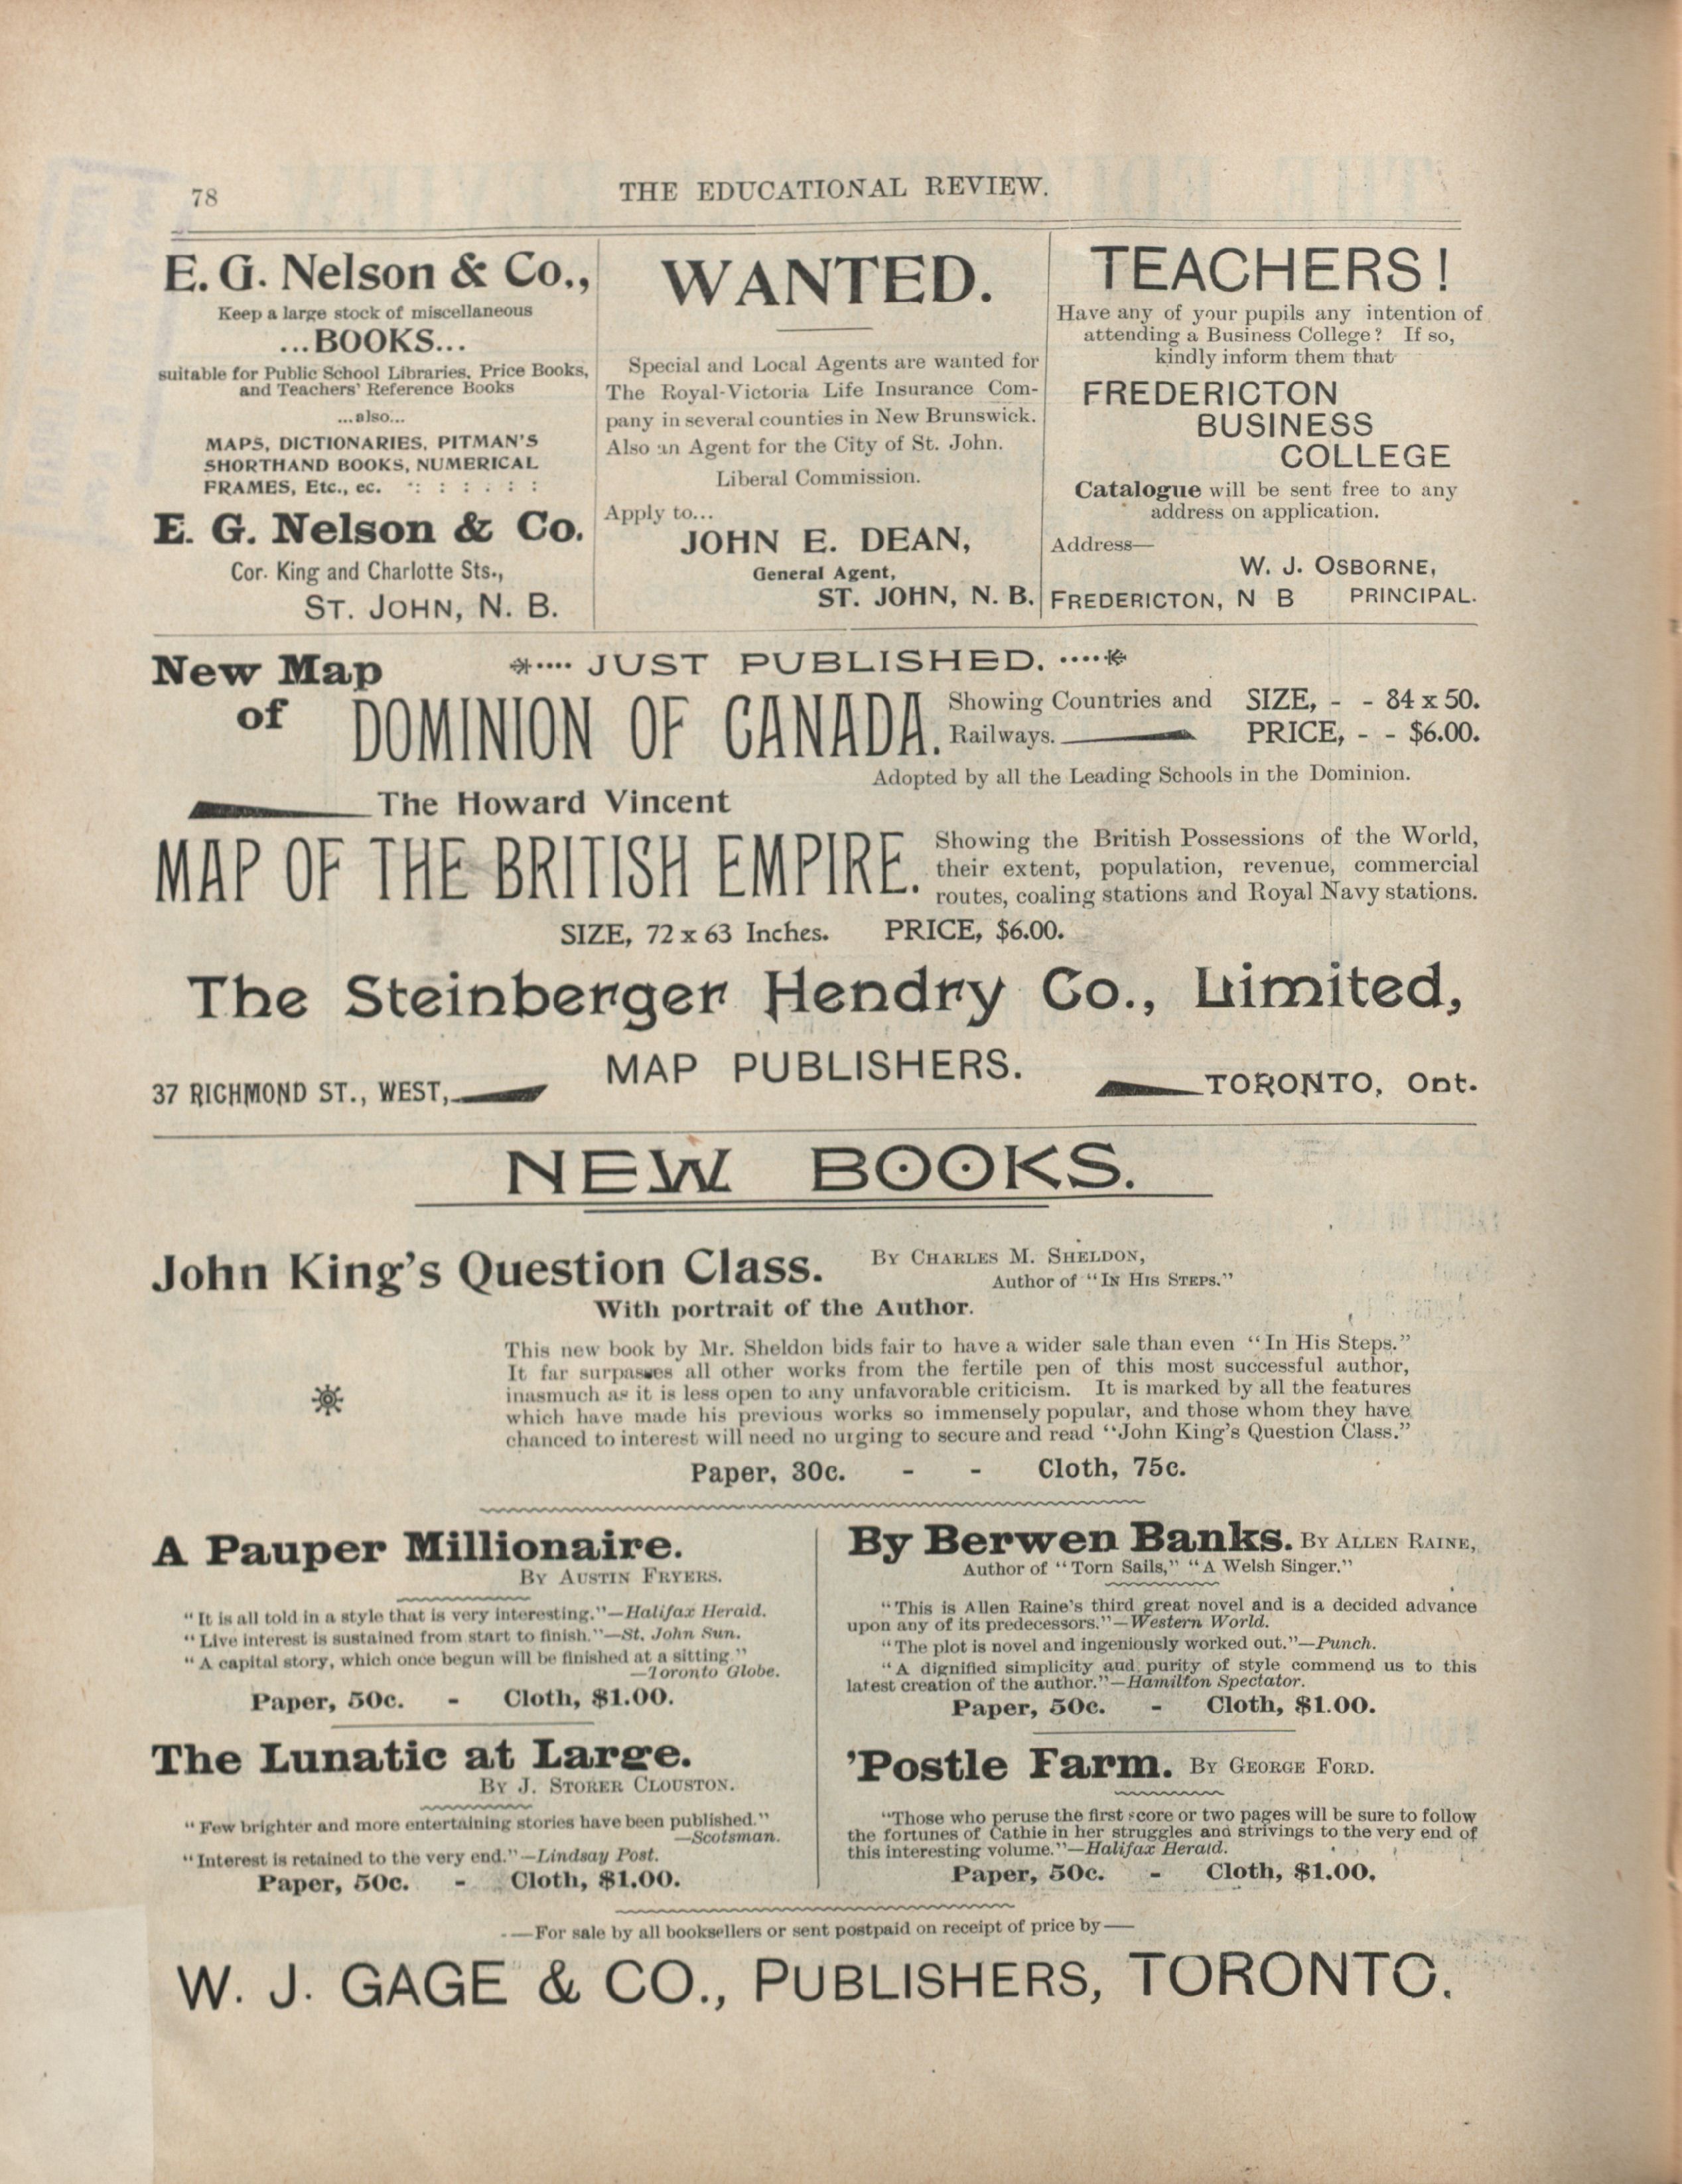 78
THE EDUCATIONAL REVIEW.
E. G. Nelson & Co.,
Keep a large stock of miscellaneous
...BOOKS...
suitable for Public School Libraries, Price Books,
and Teachers' Reference Books
...also...
MAPS, DICTIONARIES, PITMAN'S
SHORTHAND BOOKS, NUMERICAL
FRAMES, Etc., ec. : : : : : :
E. G. Nelson & Co.
Cor. King and Charlotte Sts.,
ST. JOHN, N. B.
WANTED.
Special and Local Agents are wanted for
The Royal-Victoria Life Insurance Com-
pany in several counties in New Brunswick.
Also an Agent for the City of St. John.
Liberal Commission.
Apply to...
JOHN E. DEAN,
General Agent,
ST. JOHN, N. B.
TEACHERS!
Have any of your pupils any intention of
attending a Business College? If so,
kindly inform them that
FREDERICTON
BUSINESS
COLLEGE
Catalogue will be sent free to any
address on application.
Address—
W. J. OSBORNE,
FREDERICTON, N B PRINCIPAL.
New Map
of
.... JUST PUBLISHED. ....
DOMINION OF CANADA.
Showing Countries and
Railways.
SIZE, - - 84 x 50.
PRICE, - - $6.00.
Adopted by all the Leading Schools in the Dominion.
The Howard Vincent
MAP OF THE BRITISH EMPIRE.
Showing the British Possessions of the World,
their extent, population, revenue, commercial
routes, coaling stations and Royal Navy stations.
SIZE, 72 x 63 Inches. PRICE, $6.00.
The Steinberger Hendry Co., Limited,
MAP PUBLISHERS.
37 RICHMOND ST., WEST,
TORONTO, Ont.
NEW BOOKS.
John King's Question Class.
BY CHARLES M. SHELDON,
Author of "IN HIS STEPS."
With portrait of the Author.
This new book by Mr. Sheldon bids fair to have a wider sale than even "In His Steps."
It far surpasses all other works from the fertile pen of this most successful author,
inasmuch as it is less open to any unfavorable criticism. It is marked by all the features
which have made his previous works so immensely popular, and those whom they have
chanced to interest will need no urging to secure and read "John King's Question Class."
Paper, 30c. - - Cloth, 75c.
A Pauper Millionaire.
BY AUSTIN FRYERS.
"It is all told in a style that is very interesting."—Halifax Herald.
"Live interest is sustained from start to finish."—St. John Sun.
"A capital story, which once begun will be finished at a sitting"
—Toronto Globe.
Paper, 50c. - Cloth, $1.00.
The Lunatic at Large.
BY J. STORER CLOUSTON.
"Few brighter and more entertaining stories have been published."
—Scotsman.
"Interest is retained to the very end."—Lindsay Post.
Paper, 50c. - Cloth, $1.00.
By Berwen Banks. BY ALLEN RAINE,
Author of "Torn Sails," "A Welsh Singer."
"This is Allen Raine's third great novel and is a decided advance
upon any of its predecessors."—Western World.
"The plot is novel and ingeniously worked out."—Punch.
"A dignified simplicity and purity of style commend us to this
latest creation of the author."—Hamilton Spectator.
Paper, 50c. - Cloth, $1.00.
'Postle Farm. BY GEORGE FORD.
"Those who peruse the first score or two pages will be sure to follow
the fortunes of Cathie in her struggles and strivings to the very end of
this interesting volume."—Halifax Herald.
Paper, 50c. - Cloth, $1.00.
—For sale by all booksellers or sent postpaid on receipt of price by—
W. J. GAGE & CO., PUBLISHERS, TORONTO.